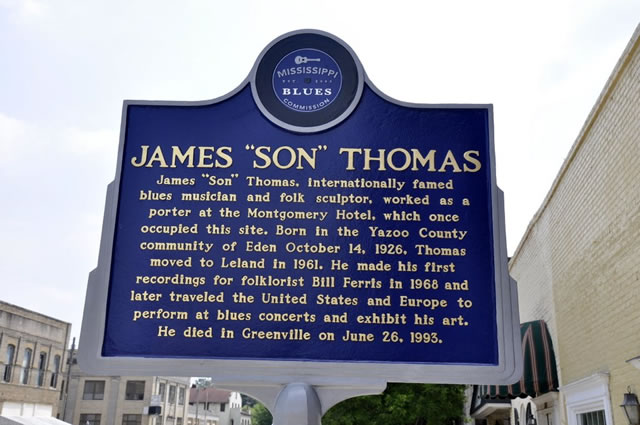 MISSISSIPPI
BLUES
COMMISSION
JAMES "SON" THOMAS
James "Son" Thomas, internationally famed
blues musician and folk sculptor, worked as a
porter at the Montgomery Hotel, which once
occupied this site. Born in the Yazoo County
community of Eden October 14, 1926, Thomas
moved to Leland in 1961. He made his first
recordings for folklorist Bill Ferris in 1968 and
later traveled the United States and Europe to
perform at blues concerts and exhibit his art.
He died in Greenville on June 26, 1993.